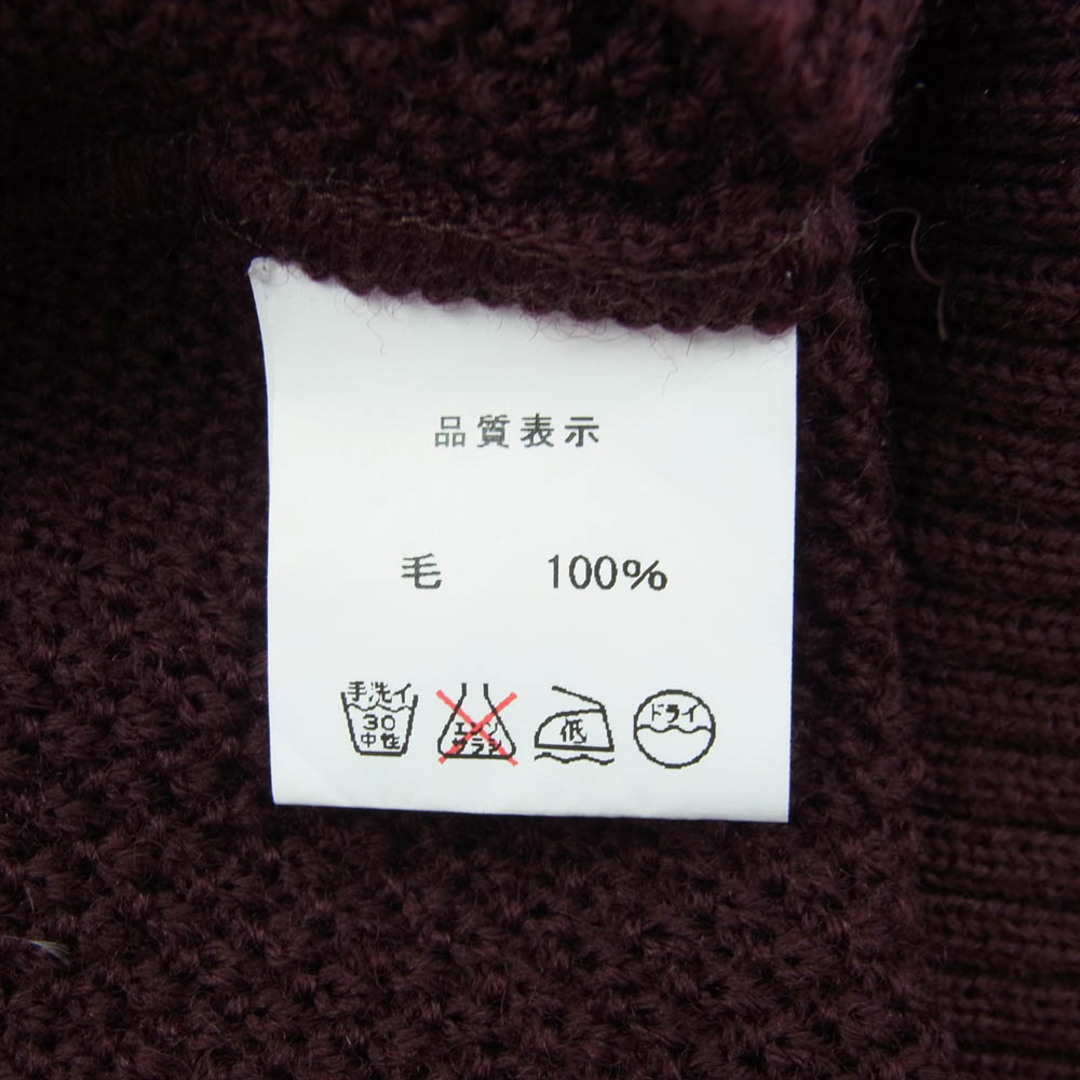 品質表示
毛 100%
手洗イ
30
中性
エンソ
サラシ
低
ドライ